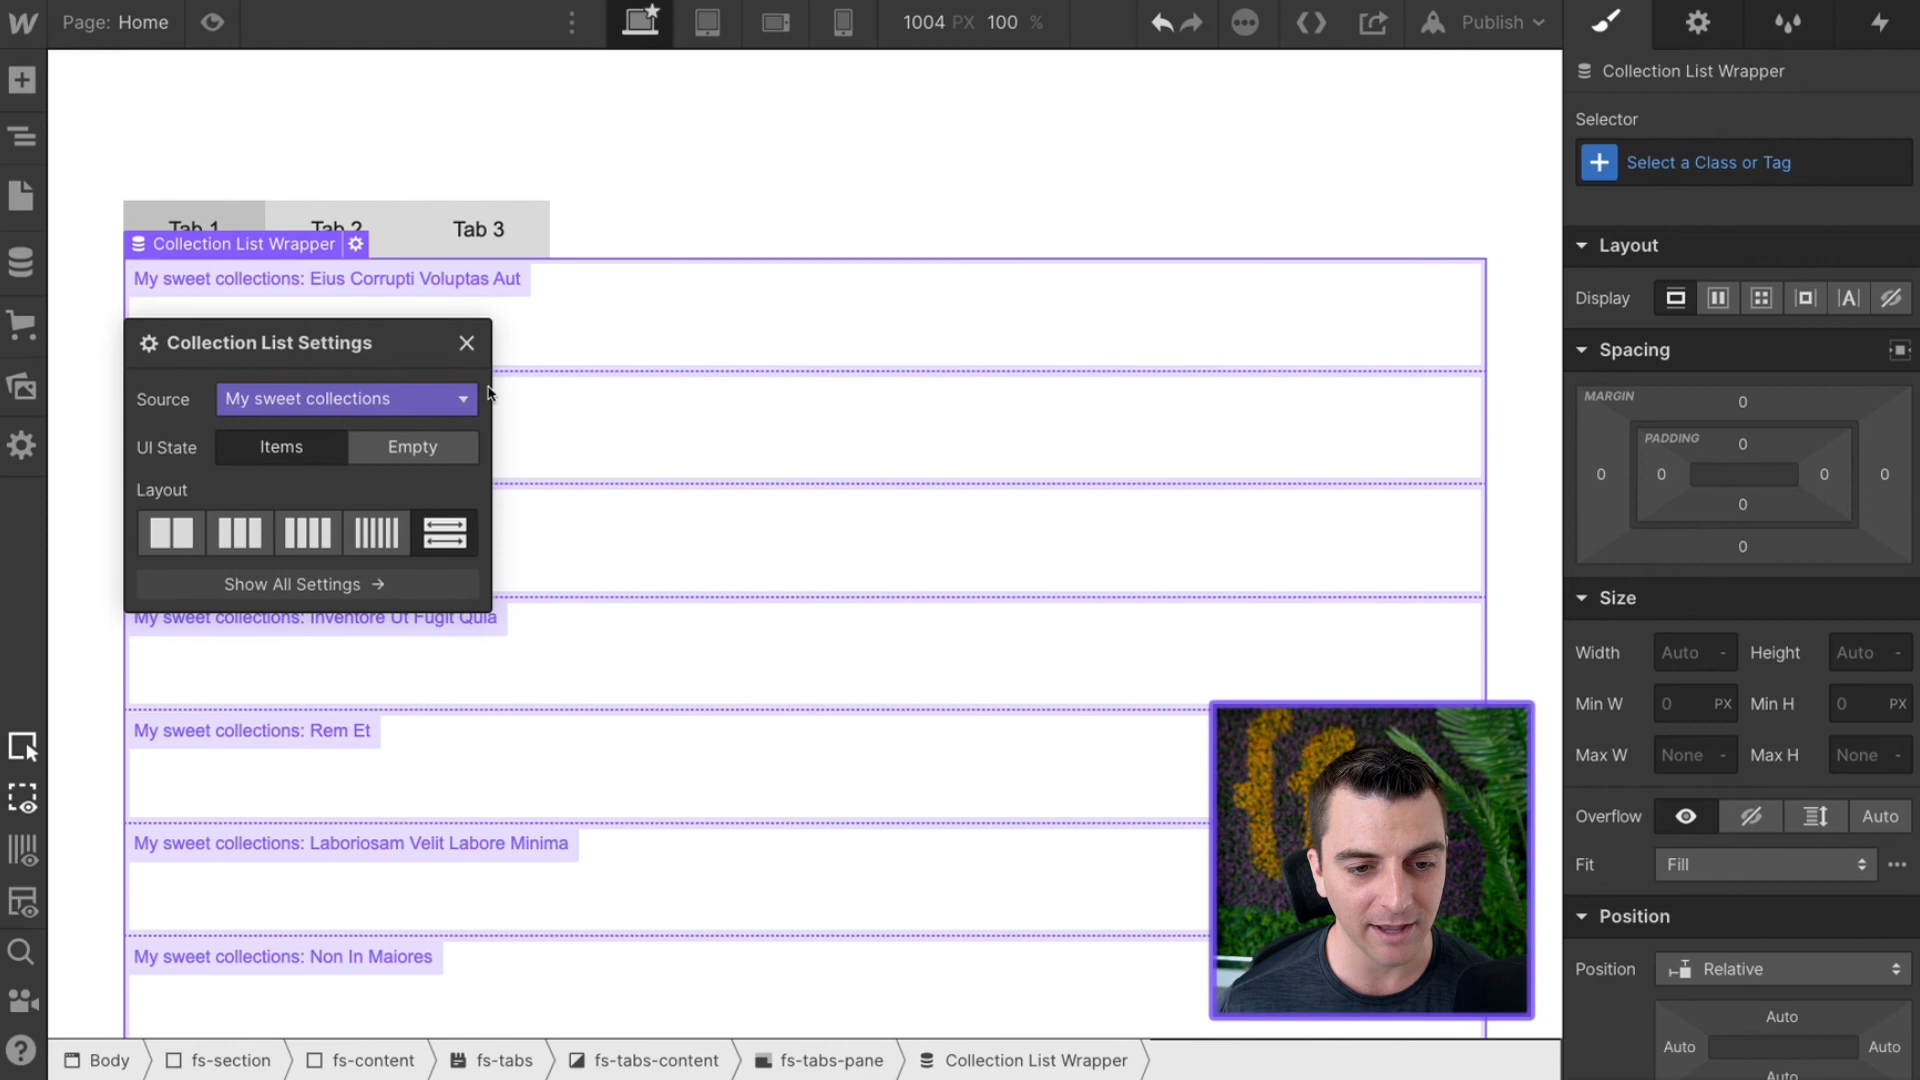 Page: Home
1004 PX 100 %
Publish
Collection List Wrapper
Selector
Select a Class or Tag
Tab 1
Tab 2
Tab 3
Collection List Wrapper
My sweet collections: Eius Corrupti Voluptas Aut
Collection List Settings
Source
My sweet collections
UI State
Items
Empty
Layout
Show All Settings
My sweet collections: Inventore Ut Fugit Quia
My sweet collections: Rem Et
My sweet collections: Laboriosam Velit Labore Minima
My sweet collections: Non In Maiores
Layout
Display
Spacing
MARGIN
0
PADDING
0
0
0
0
0
0
0
Size
Width
Auto -
Height
Auto -
Min W
0 PX
Min H
0 PX
Max W
None -
Max H
None -
Overflow
Auto
Fit
Fill
Position
Position
Relative
Auto
Auto
Auto
Auto
Body
fs-section
fs-content
fs-tabs
fs-tabs-content
fs-tabs-pane
Collection List Wrapper